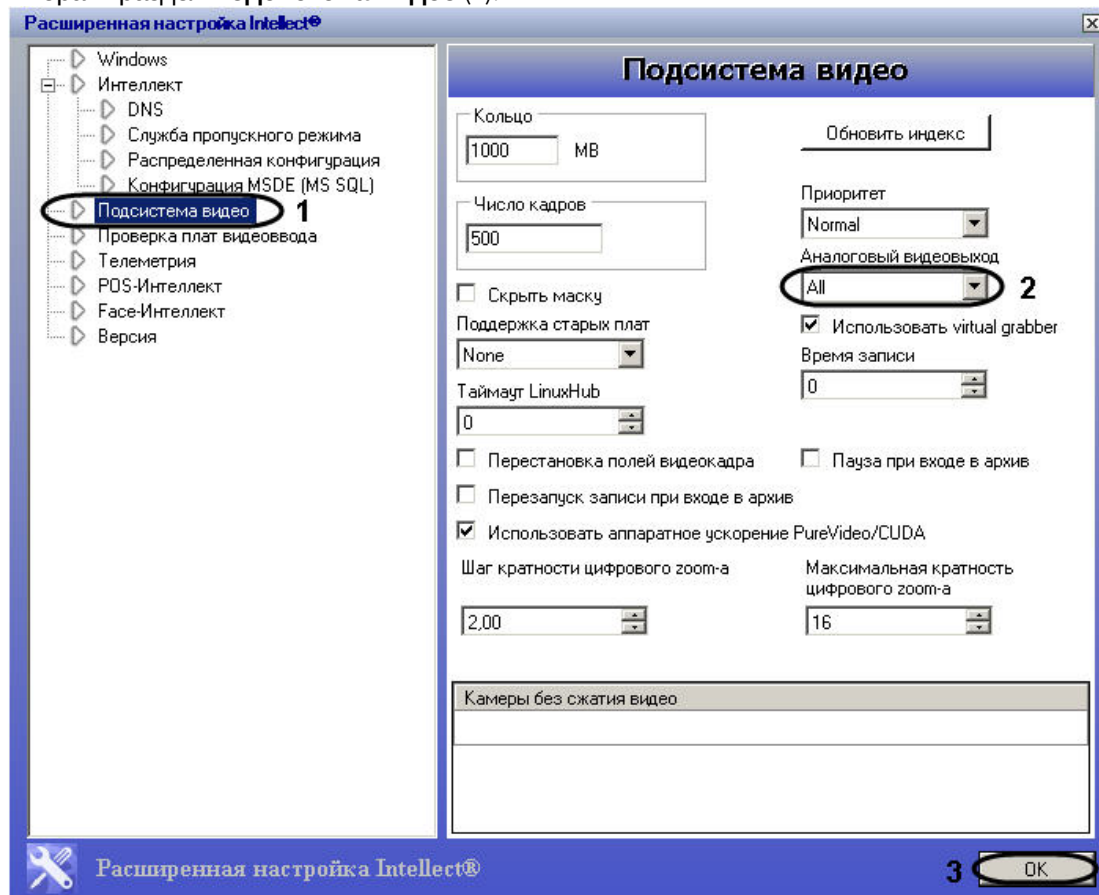 Расширенная настройка Intellect®
Windows
Интеллект
DNS
Служба пропускного режима
Распределенная конфигурация
Конфигурация MSDE (MS SQL)
Подсистема видео 1
Проверка плат видеоввода
Телеметрия
POS-Интеллект
Face-Интеллект
Версия
Подсистема видео
Кольцо
1000 MB
Обновить индекс
Число кадров
500
Приоритет
Normal
Аналоговый видеовыход
All 2
Скрыть маску
Использовать virtual grabber
Поддержка старых плат
None
Время записи
0
Таймаут LinuxHub
0
Перестановка полей видеокадра
Пауза при входе в архив
Перезапуск записи при входе в архив
Использовать аппаратное ускорение PureVideo/CUDA
Шаг кратности цифрового zoom-а
2,00
Максимальная кратность
цифрового zoom-а
16
Камеры без сжатия видео
Расширенная настройка Intellect®
3 OK